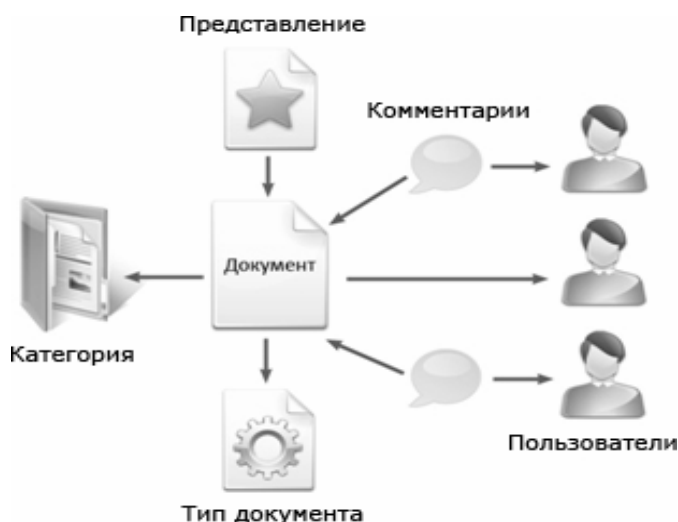 Представление
Комментарии
Документ
Категория
Пользователи
Тип документа